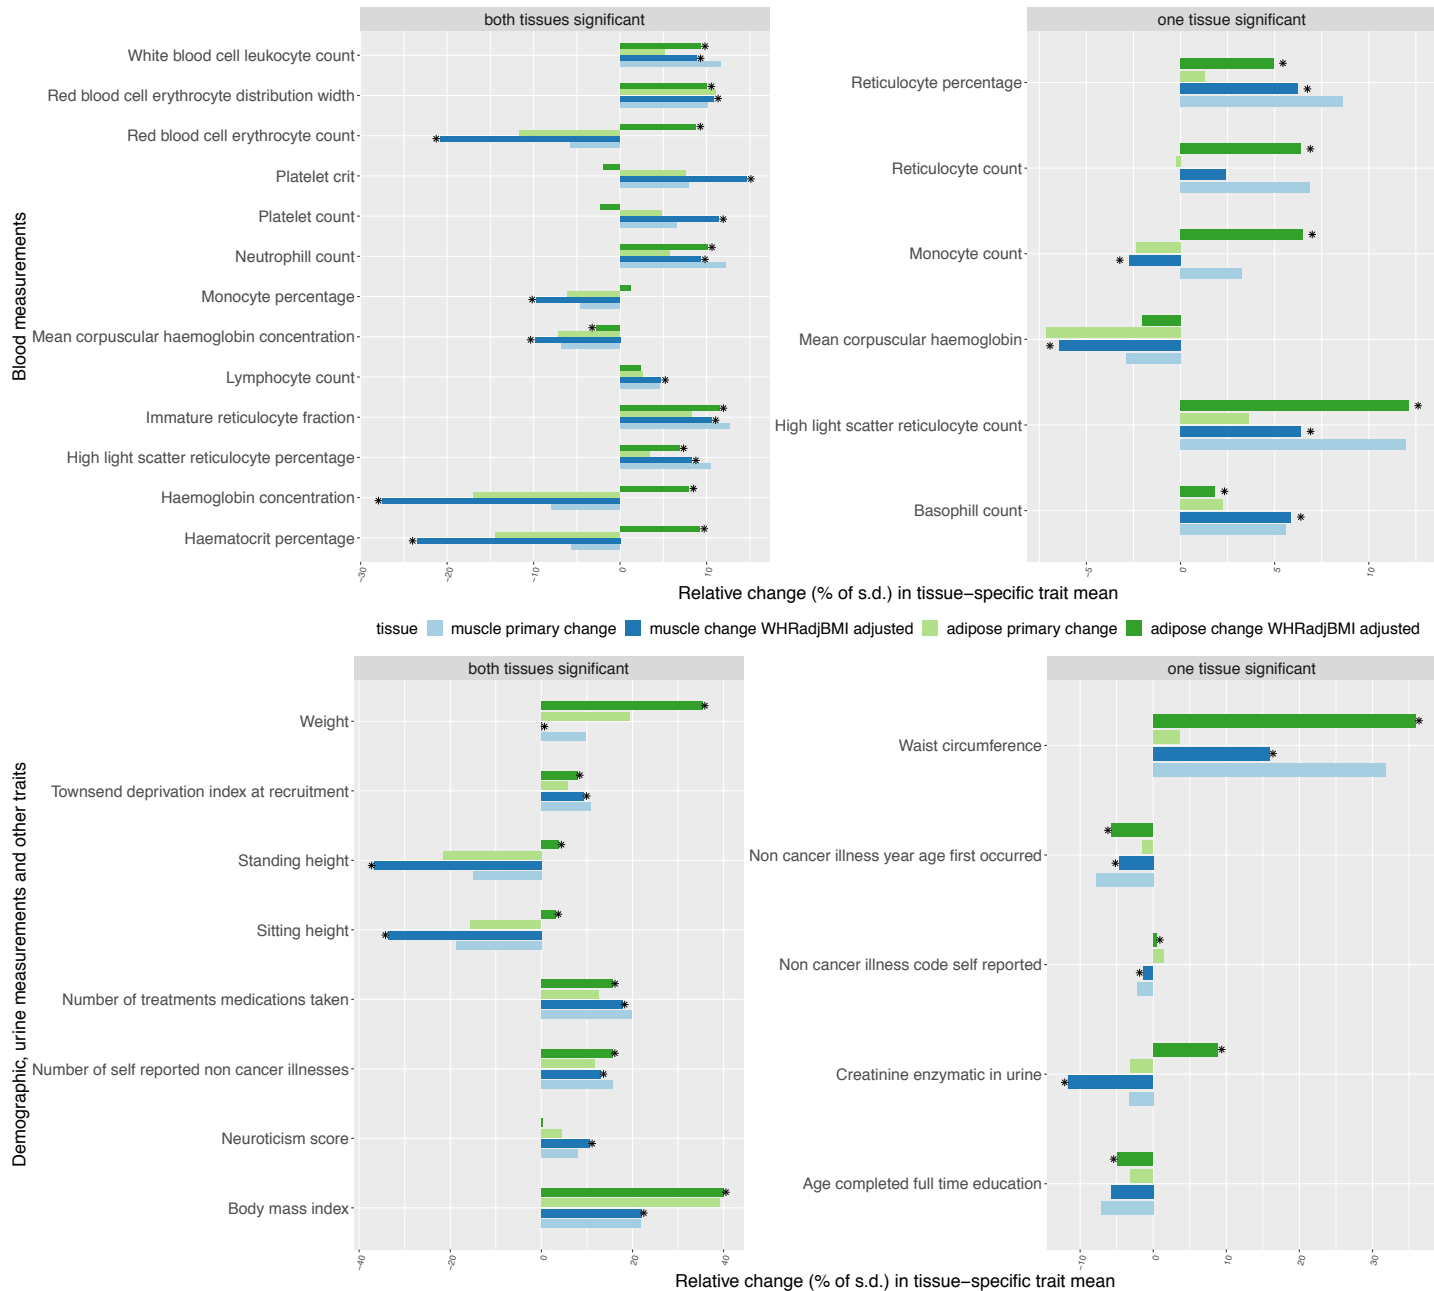 both tissues significant
one tissue significant
Blood measurements
White blood cell leukocyte count
*
*
Red blood cell erythrocyte distribution width
*
*
Red blood cell erythrocyte count
*
*
Platelet crit
*
Platelet count
*
Neutrophill count
*
*
Monocyte percentage
*
Mean corpuscular haemoglobin concentration
*
*
Lymphocyte count
*
Immature reticulocyte fraction
*
*
High light scatter reticulocyte percentage
*
*
Haemoglobin concentration
*
*
Haematocrit percentage
*
*
−30 −20 −10 0 10
Reticulocyte percentage
*
*
Reticulocyte count
*
Monocyte count
*
*
Mean corpuscular haemoglobin
*
High light scatter reticulocyte count
*
*
Basophill count
*
*
−5 0 5 10
Relative change (% of s.d.) in tissue−specific trait mean
tissue muscle primary change muscle change WHRadjBMI adjusted adipose primary change adipose change WHRadjBMI adjusted
both tissues significant
one tissue significant
Demographic, urine measurements and other traits
Weight
*
*
Townsend deprivation index at recruitment
*
*
Standing height
*
*
Sitting height
*
*
Number of treatments medications taken
*
*
Number of self reported non cancer illnesses
*
*
Neuroticism score
*
Body mass index
*
*
−40 −20 0 20 40
Waist circumference
*
*
Non cancer illness year age first occurred
*
*
Non cancer illness code self reported
*
*
Creatinine enzymatic in urine
*
*
Age completed full time education
*
−10 0 10 20 30
Relative change (% of s.d.) in tissue−specific trait mean